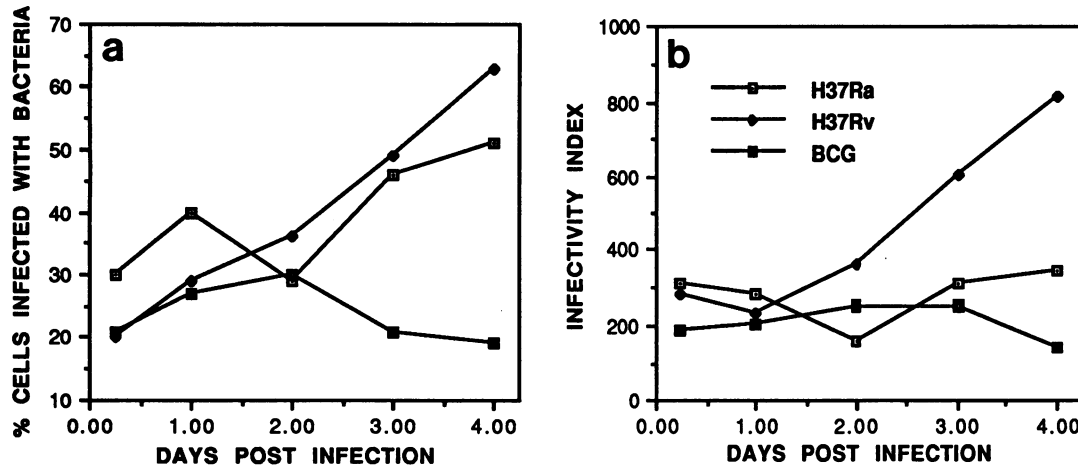 a
% CELLS INFECTED WITH BACTERIA
70
60
50
40
30
20
10
0.00 1.00 2.00 3.00 4.00
DAYS POST INFECTION
b
INFECTIVITY INDEX
1000
800
600
400
300
200
0
H37Ra
H37Rv
BCG
0.00 1.00 2.00 3.00 4.00
DAYS POST INFECTION